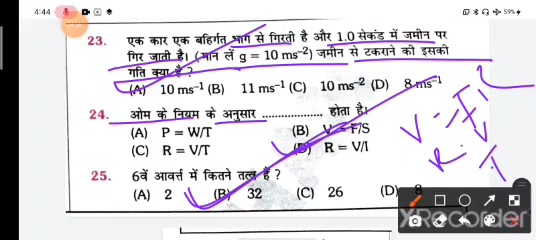 4:44
59%
23. एक कार एक बहिर्गत भाग से गिरती है और 1.0 सेकंड में जमीन पर
गिर जाती है। (मान लें g = 10 ms⁻²) जमीन से टकराने की इसकी
गति क्या है ?
(A) 10 ms⁻¹ (B) 11 ms⁻¹ (C) 10 ms⁻² (D) 8 ms⁻¹
24. ओम के नियम के अनुसार .................. होता है।
(A) P = W/T (B) V = F/S
(C) R = V/T (D) R = V/I
25. 6वें आवर्त्त में कितने तत्व हैं ?
(A) 2 (B) 32 (C) 26 (D) 8
XRecorder